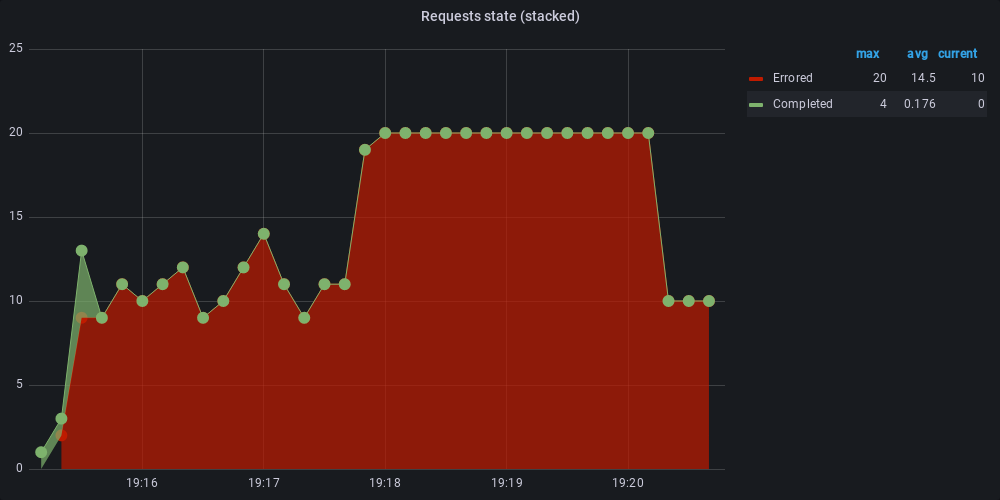 Requests state (stacked)
25
20
15
10
5
0
19:16 19:17 19:18 19:19 19:20
max avg current
Errored 20 14.5 10
Completed 4 0.176 0